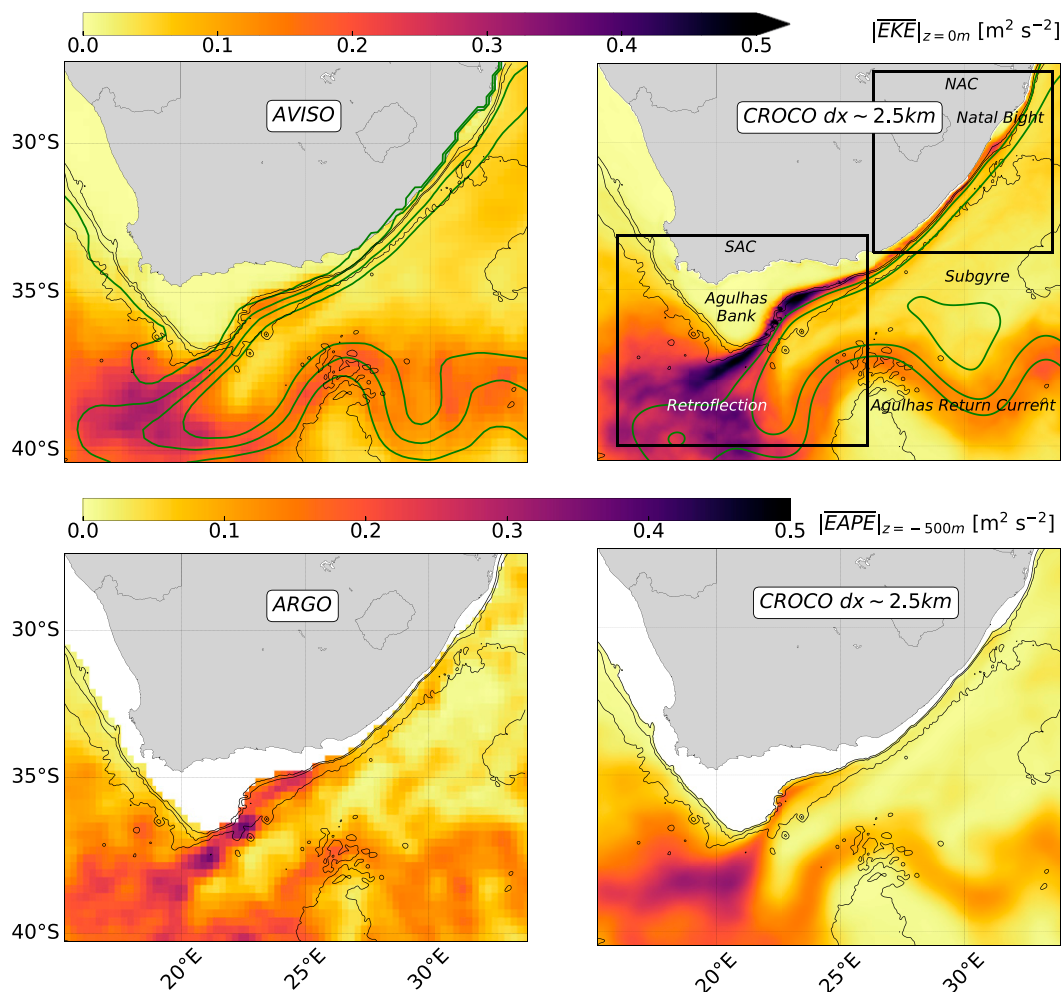 0.0 0.1 0.2 0.3 0.4 0.5
|EKE|z=0m [m² s⁻²]
AVISO
30°S
35°S
40°S
CROCO dx ~ 2.5km
NAC
Natal Bight
SAC
Agulhas
Bank
Subgyre
Retroflection
Agulhas Return Current
0.0 0.1 0.2 0.3 0.4 0.5
|EAPE|z=−500m [m² s⁻²]
ARGO
30°S
35°S
40°S
20°E 25°E 30°E
CROCO dx ~ 2.5km
20°E 25°E 30°E